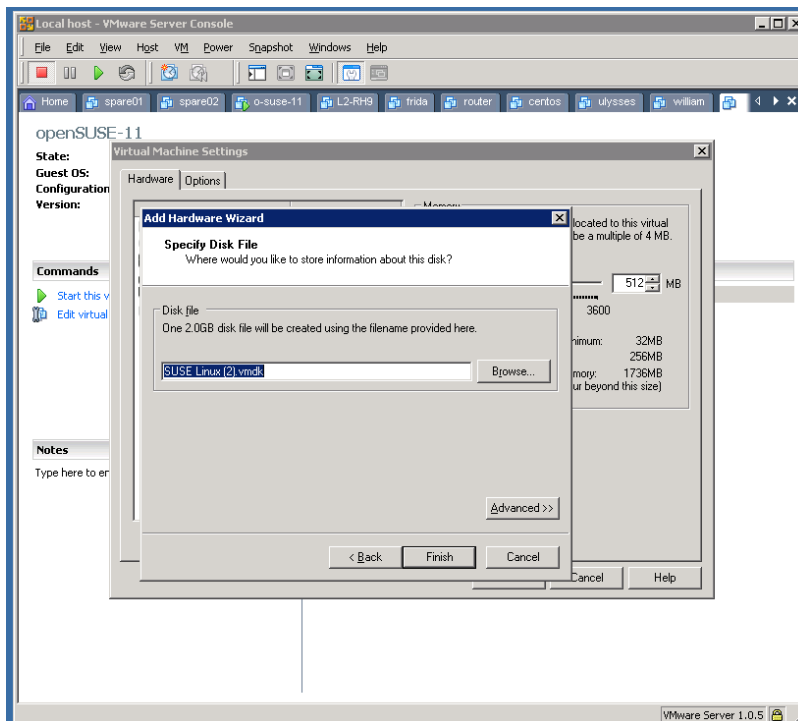 Local host - VMware Server Console
File Edit View Host VM Power Snapshot Windows Help
Home spare01 spare02 o-suse-11 L2-RH9 frida router centos ulysses william
openSUSE-11
State:
Guest OS:
Configuration
Version:
Commands
Start this v
Edit virtual
Notes
Type here to er
Virtual Machine Settings
Hardware Options
Memory
located to this virtual
be a multiple of 4 MB.
512 MB
3600
nimum: 32MB
256MB
mory: 1736MB
ur beyond this size)
Add Hardware Wizard
Specify Disk File
Where would you like to store information about this disk?
Disk file
One 2.0GB disk file will be created using the filename provided here.
SUSE Linux (2).vmdk Browse...
Advanced >>
< Back Finish Cancel
Cancel Help
VMware Server 1.0.5